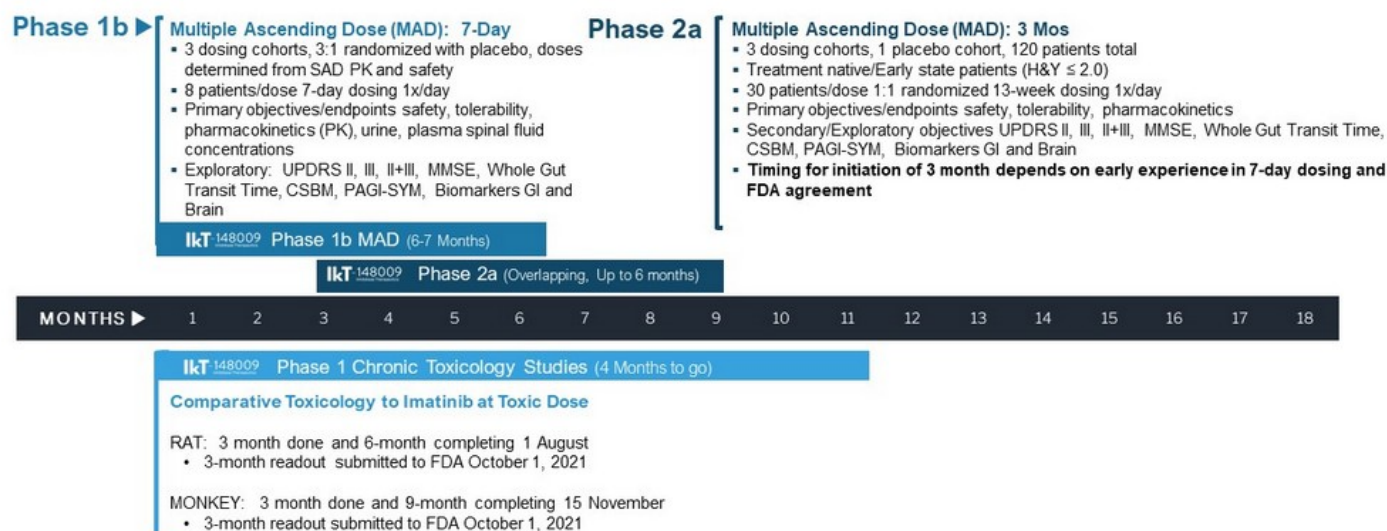 Phase 1b ▶
Multiple Ascending Dose (MAD): 7-Day
▪ 3 dosing cohorts, 3:1 randomized with placebo, doses
determined from SAD PK and safety
▪ 8 patients/dose 7-day dosing 1x/day
▪ Primary objectives/endpoints safety, tolerability,
pharmacokinetics (PK), urine, plasma spinal fluid
concentrations
▪ Exploratory: UPDRS II, III, II+III, MMSE, Whole Gut
Transit Time, CSBM, PAGI-SYM, Biomarkers GI and
Brain
Phase 2a
Multiple Ascending Dose (MAD): 3 Mos
▪ 3 dosing cohorts, 1 placebo cohort, 120 patients total
▪ Treatment native/Early state patients (H&Y ≤ 2.0)
▪ 30 patients/dose 1:1 randomized 13-week dosing 1x/day
▪ Primary objectives/endpoints safety, tolerability, pharmacokinetics
▪ Secondary/Exploratory objectives UPDRS II, III, II+III, MMSE, Whole Gut Transit Time,
CSBM, PAGI-SYM, Biomarkers GI and Brain
▪ Timing for initiation of 3 month depends on early experience in 7-day dosing and
FDA agreement
IkT-148009 Phase 1b MAD (6-7 Months)
IkT-148009 Phase 2a (Overlapping, Up to 6 months)
MONTHS ▶ 1 2 3 4 5 6 7 8 9 10 11 12 13 14 15 16 17 18
IkT-148009 Phase 1 Chronic Toxicology Studies (4 Months to go)
Comparative Toxicology to Imatinib at Toxic Dose
RAT: 3 month done and 6-month completing 1 August
• 3-month readout submitted to FDA October 1, 2021
MONKEY: 3 month done and 9-month completing 15 November
• 3-month readout submitted to FDA October 1, 2021